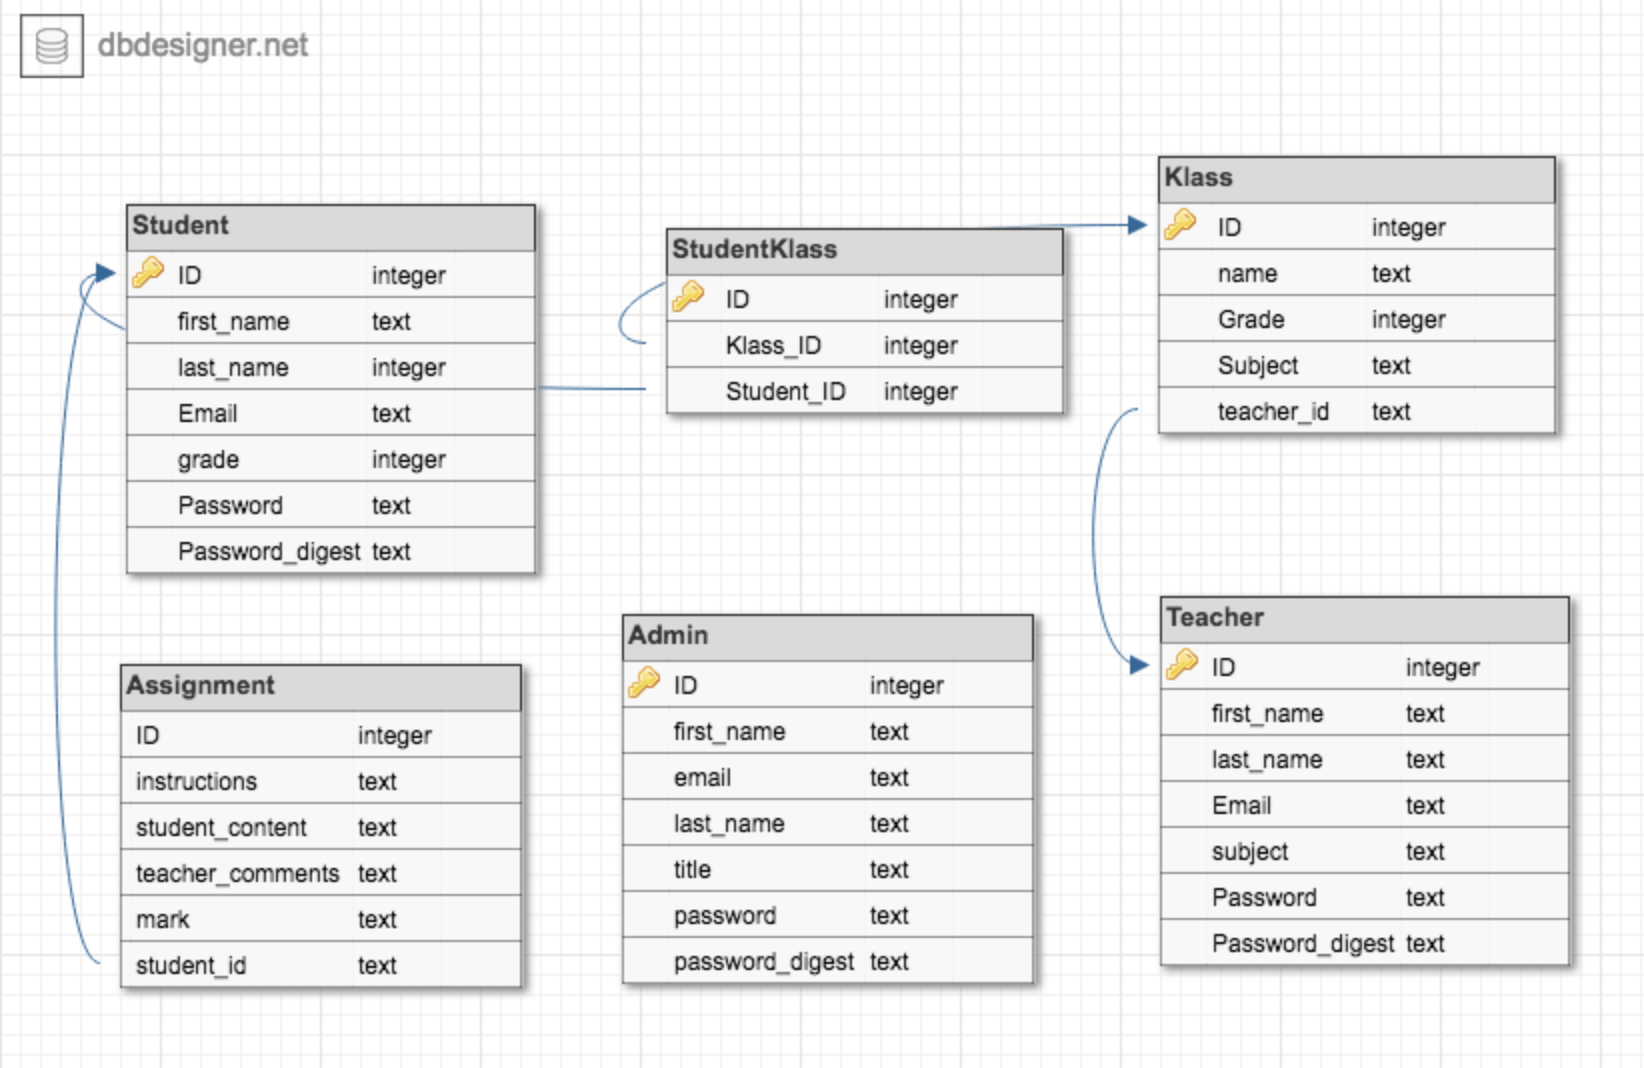 dbdesigner.net
Student
ID integer
first_name text
last_name integer
Email text
grade integer
Password text
Password_digest text
StudentKlass
ID integer
Klass_ID integer
Student_ID integer
Klass
ID integer
name text
Grade integer
Subject text
teacher_id text
Assignment
ID integer
instructions text
student_content text
teacher_comments text
mark text
student_id text
Admin
ID integer
first_name text
email text
last_name text
title text
password text
password_digest text
Teacher
ID integer
first_name text
last_name text
Email text
subject text
Password text
Password_digest text